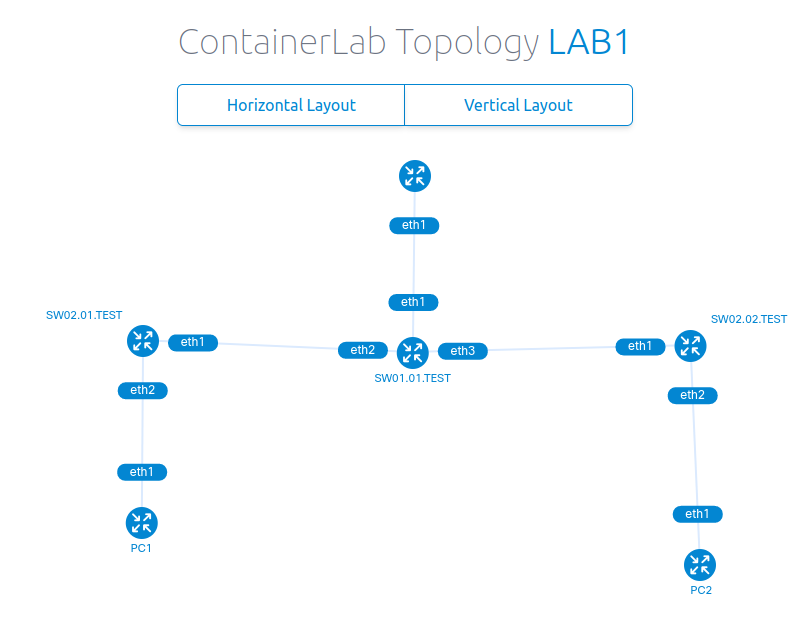 ContainerLab Topology LAB1
Horizontal Layout Vertical Layout
eth1
eth1
SW02.01.TEST
SW02.02.TEST
eth1
eth2
eth3
eth1
SW01.01.TEST
eth2
eth2
eth1
eth1
PC1
PC2